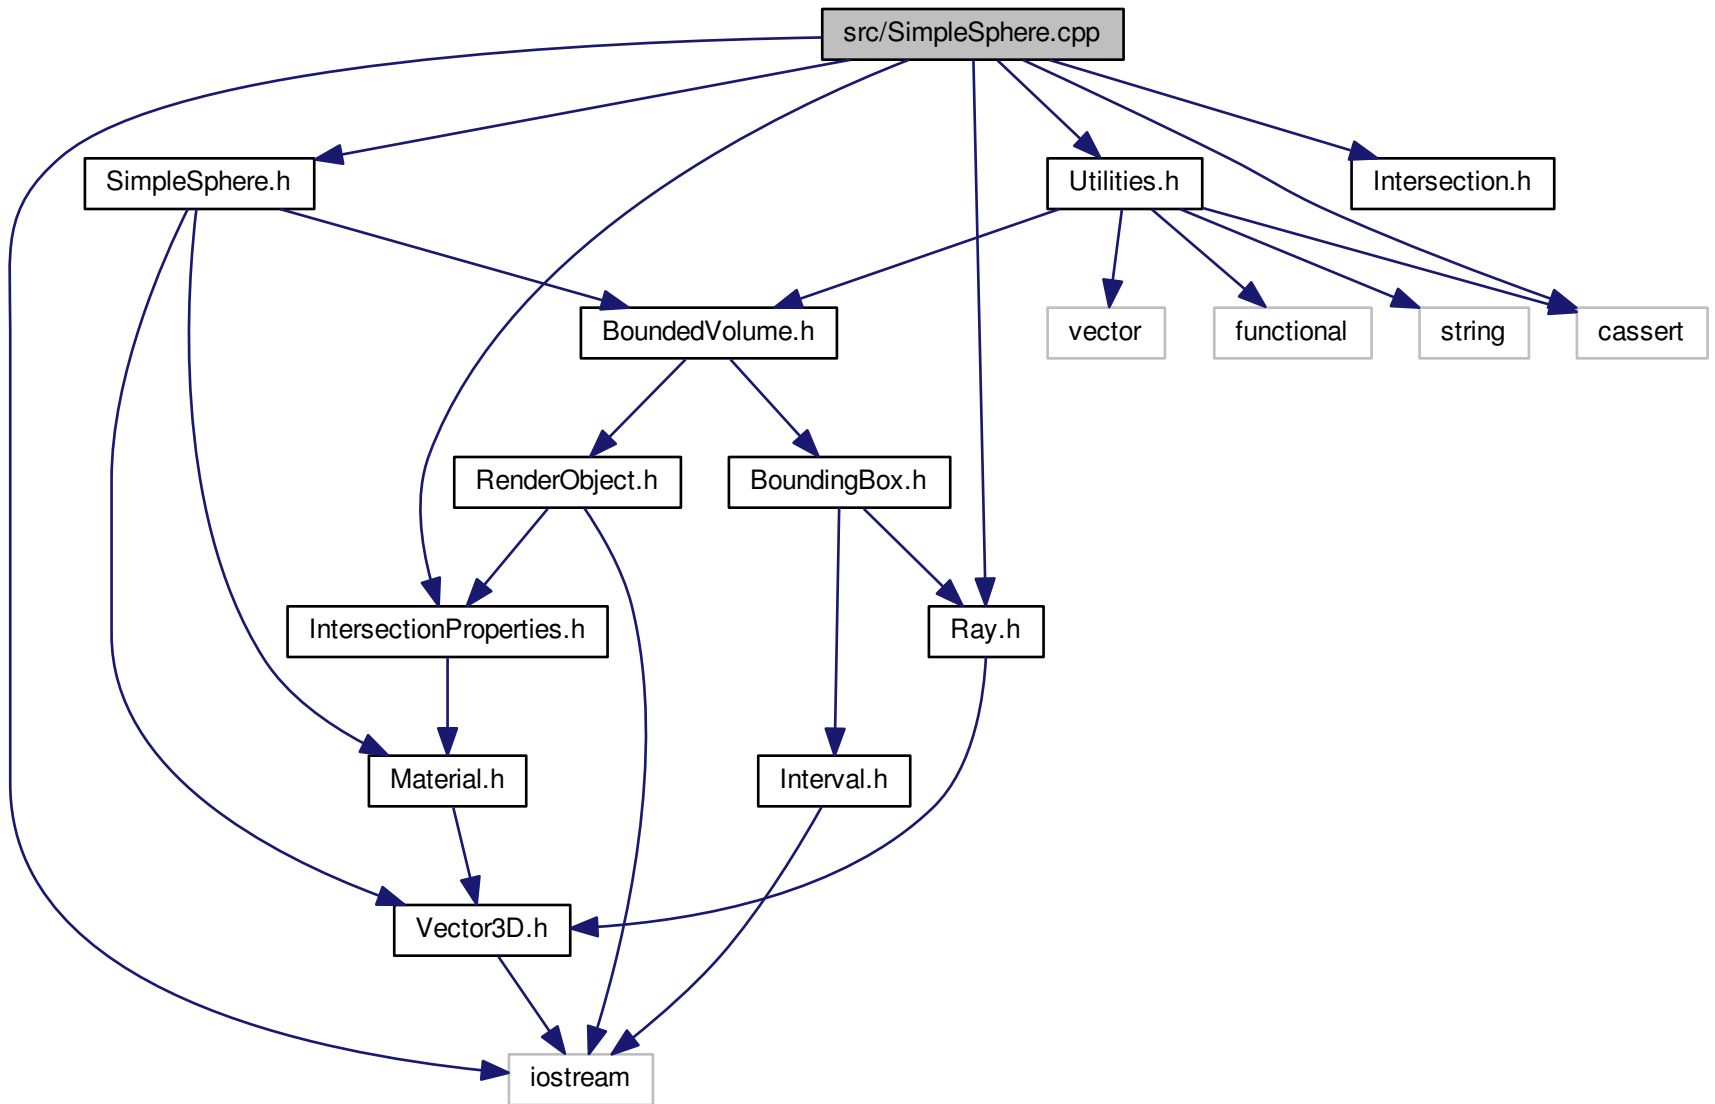 src/SimpleSphere.cpp
SimpleSphere.h
Utilities.h
Intersection.h
BoundedVolume.h
vector
functional
string
cassert
RenderObject.h
BoundingBox.h
IntersectionProperties.h
Ray.h
Material.h
Interval.h
Vector3D.h
iostream